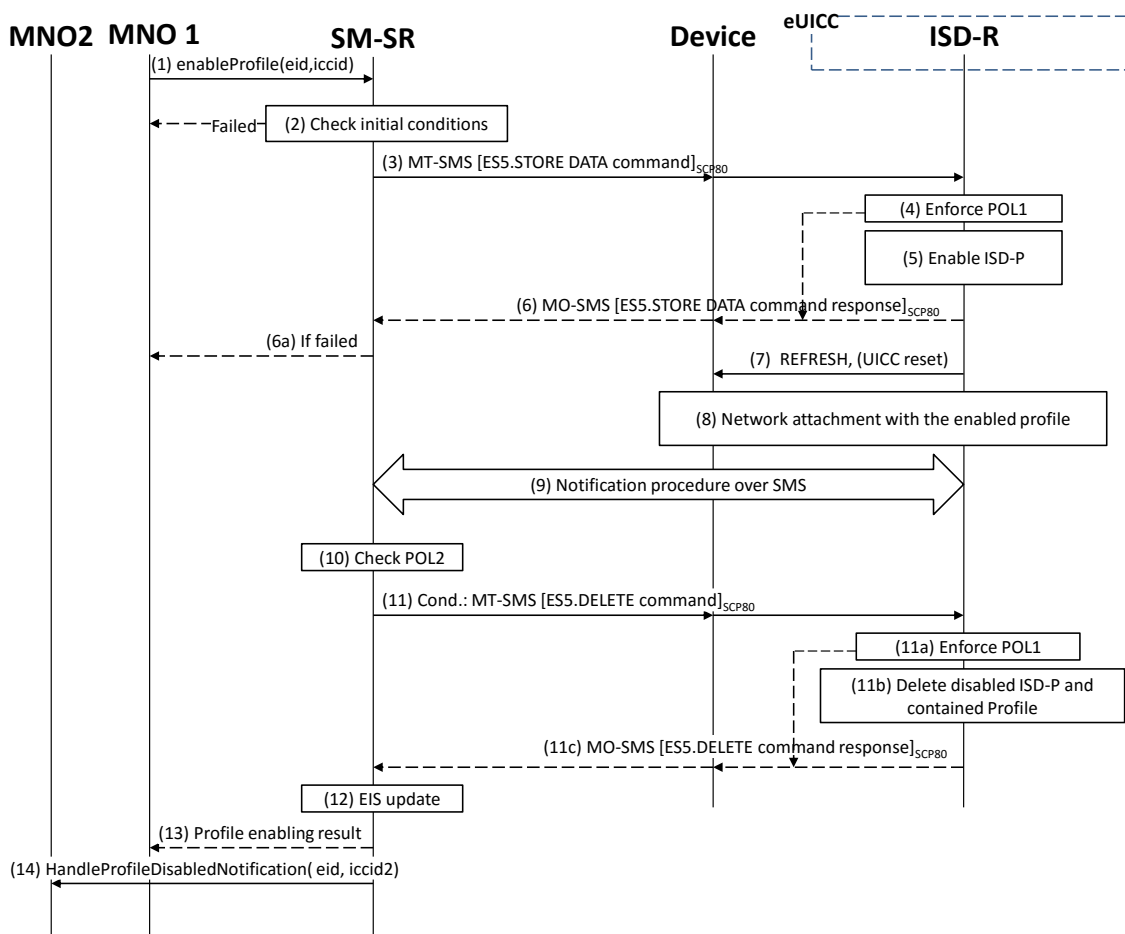 eUICC
MNO2 MNO 1 SM-SR Device ISD-R
(1) enableProfile(eid,iccid)
Failed
(2) Check initial conditions
(3) MT-SMS [ES5.STORE DATA command]SCP80
(4) Enforce POL1
(5) Enable ISD-P
(6) MO-SMS [ES5.STORE DATA command response]SCP80
(6a) If failed
(7) REFRESH, (UICC reset)
(8) Network attachment with the enabled profile
(9) Notification procedure over SMS
(10) Check POL2
(11) Cond.: MT-SMS [ES5.DELETE command]SCP80
(11a) Enforce POL1
(11b) Delete disabled ISD-P and
contained Profile
(11c) MO-SMS [ES5.DELETE command response]SCP80
(12) EIS update
(13) Profile enabling result
(14) HandleProfileDisabledNotification( eid, iccid2)